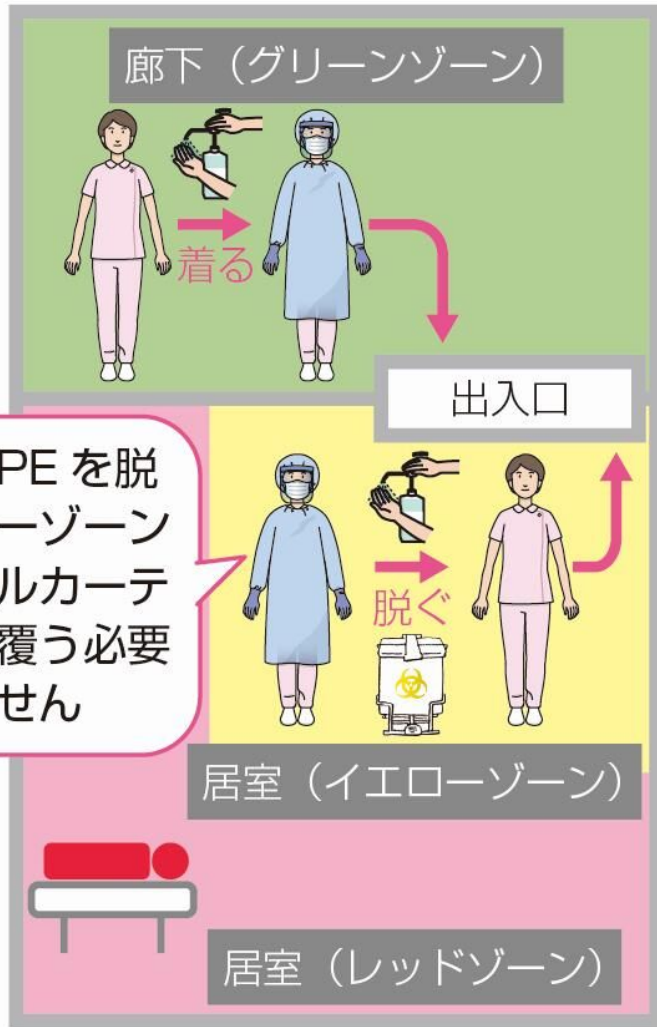 廊下（グリーンゾーン）
着る
出入口
PE を脱
ーゾーン
ルカーテ
覆う必要
せん
脱ぐ
居室（イエローゾーン）
居室（レッドゾーン）